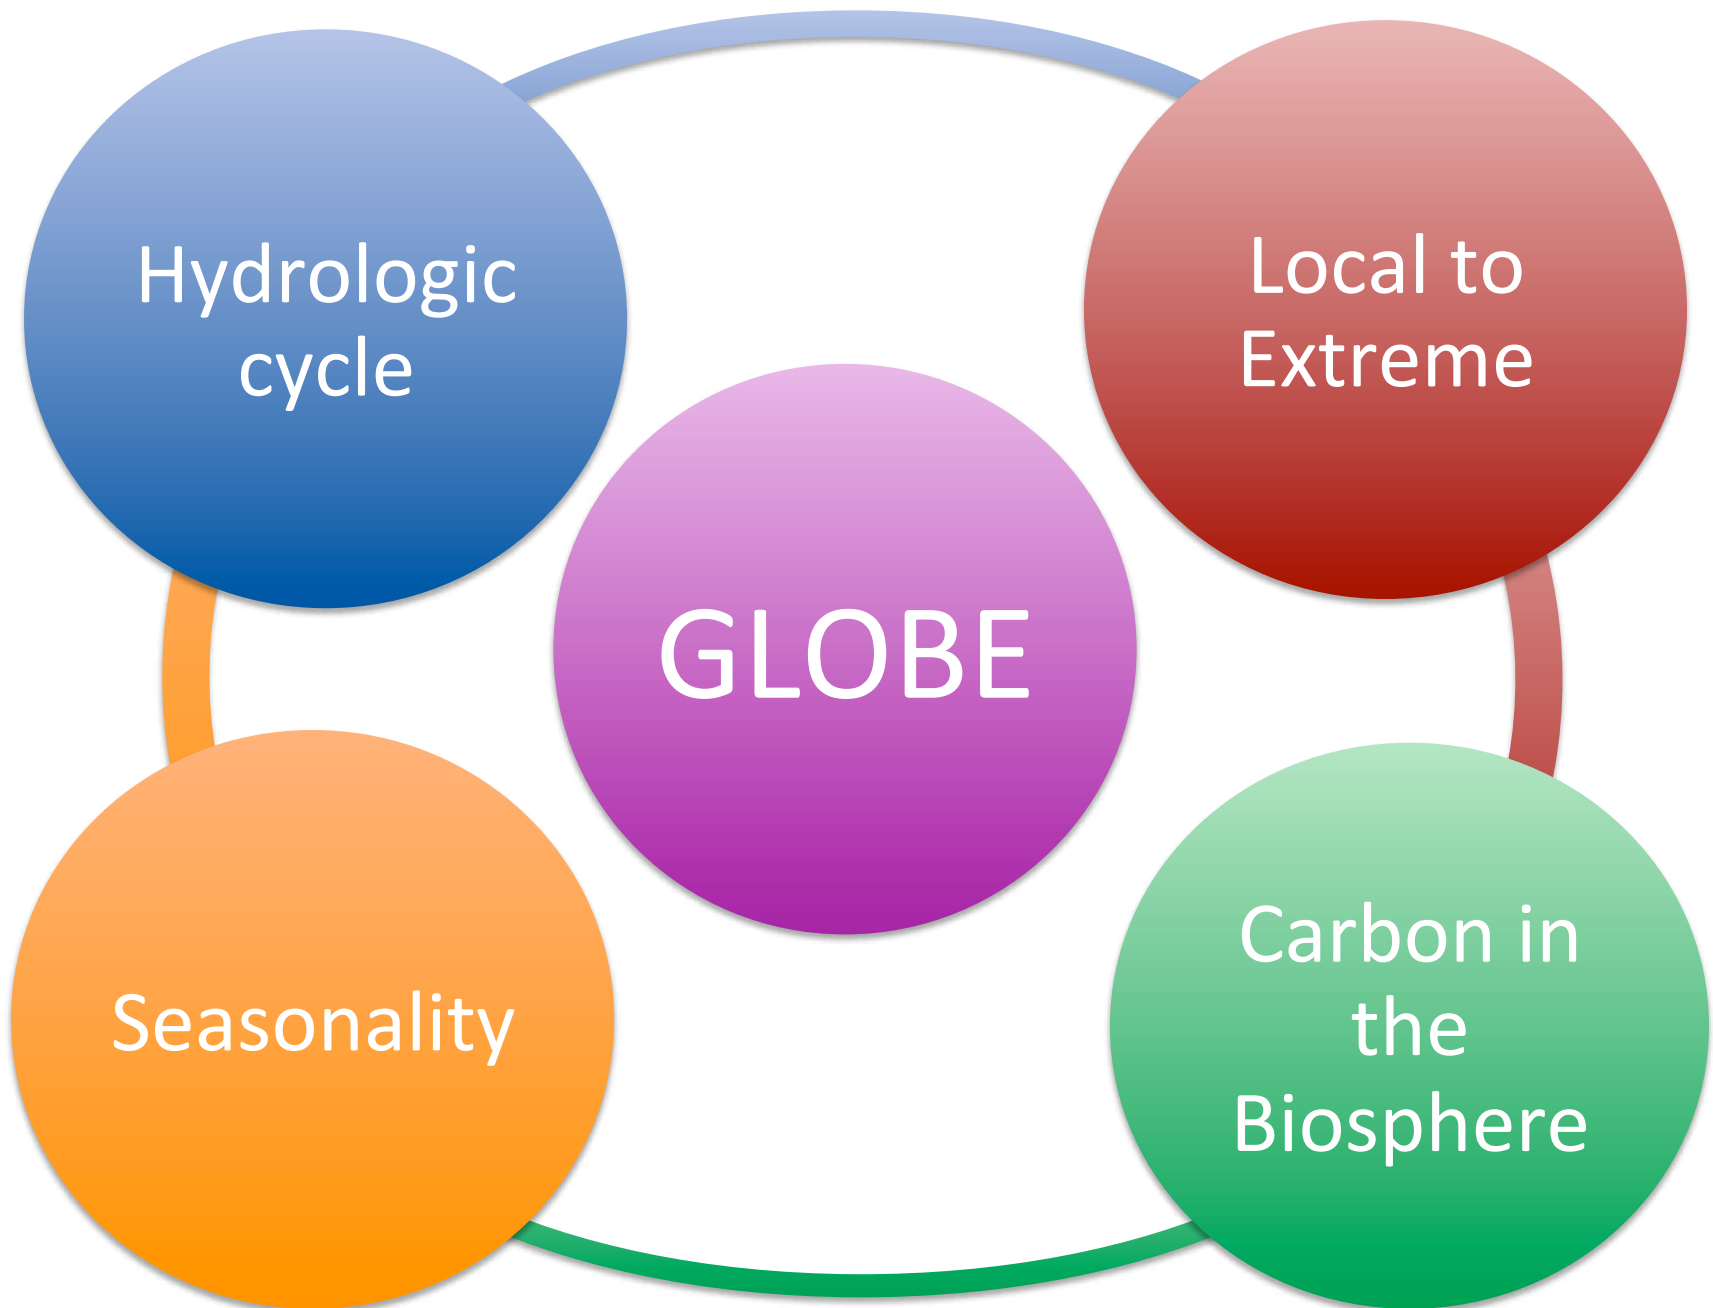 Hydrologic
cycle
Local to
Extreme
GLOBE
Seasonality
Carbon in
the
Biosphere